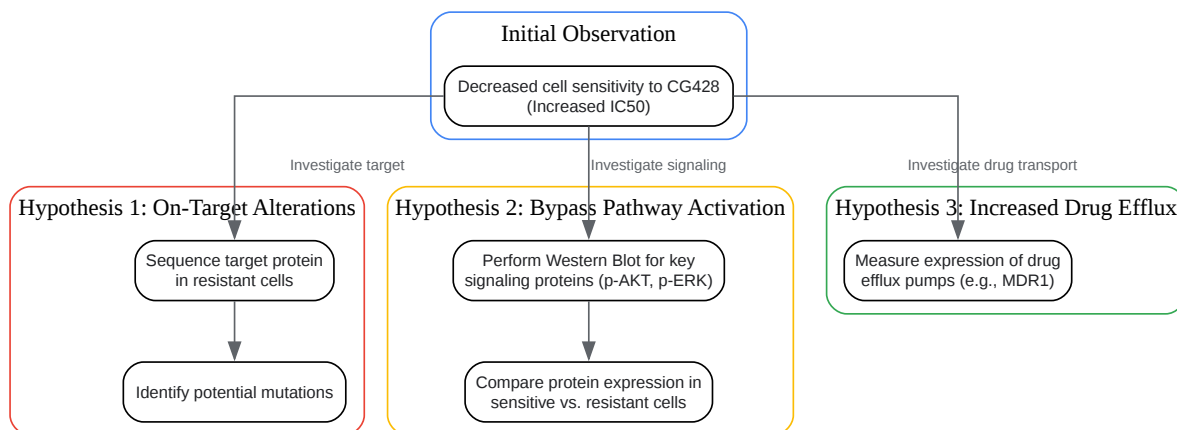 Initial Observation
Decreased cell sensitivity to CG428
(Increased IC50)
Investigate target
Investigate signaling
Investigate drug transport
Hypothesis 1: On-Target Alterations
Hypothesis 2: Bypass Pathway Activation
Hypothesis 3: Increased Drug Efflux
Sequence target protein
in resistant cells
Perform Western Blot for key
signaling proteins (p-AKT, p-ERK)
Measure expression of drug
efflux pumps (e.g., MDR1)
Identify potential mutations
Compare protein expression in
sensitive vs. resistant cells